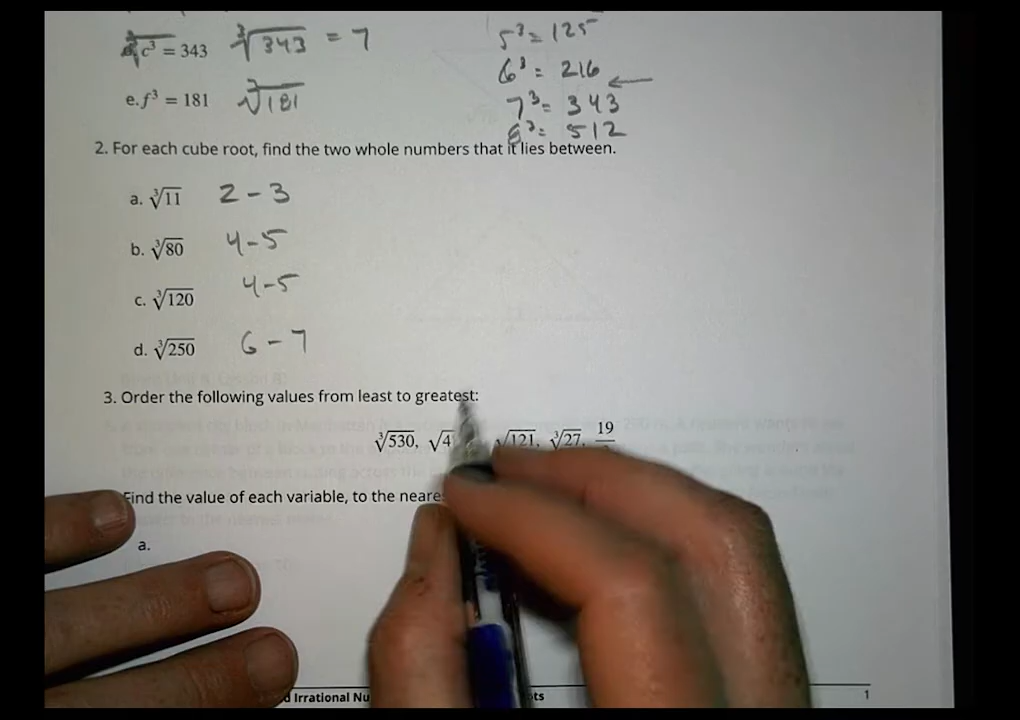 c³ = 343 ∛343 = 7 5³ = 125
6³ = 216 ←
e. f³ = 181 ∛181 7³ = 343
8³ = 512
2. For each cube root, find the two whole numbers that it lies between.
a. ∛11 2 - 3
b. ∛80 4-5
c. ∛120 4-5
d. ∛250 6 - 7
3. Order the following values from least to greatest:
∛530, √4 √121, ∛27, 19
Find the value of each variable, to the
a.
Irrational 1